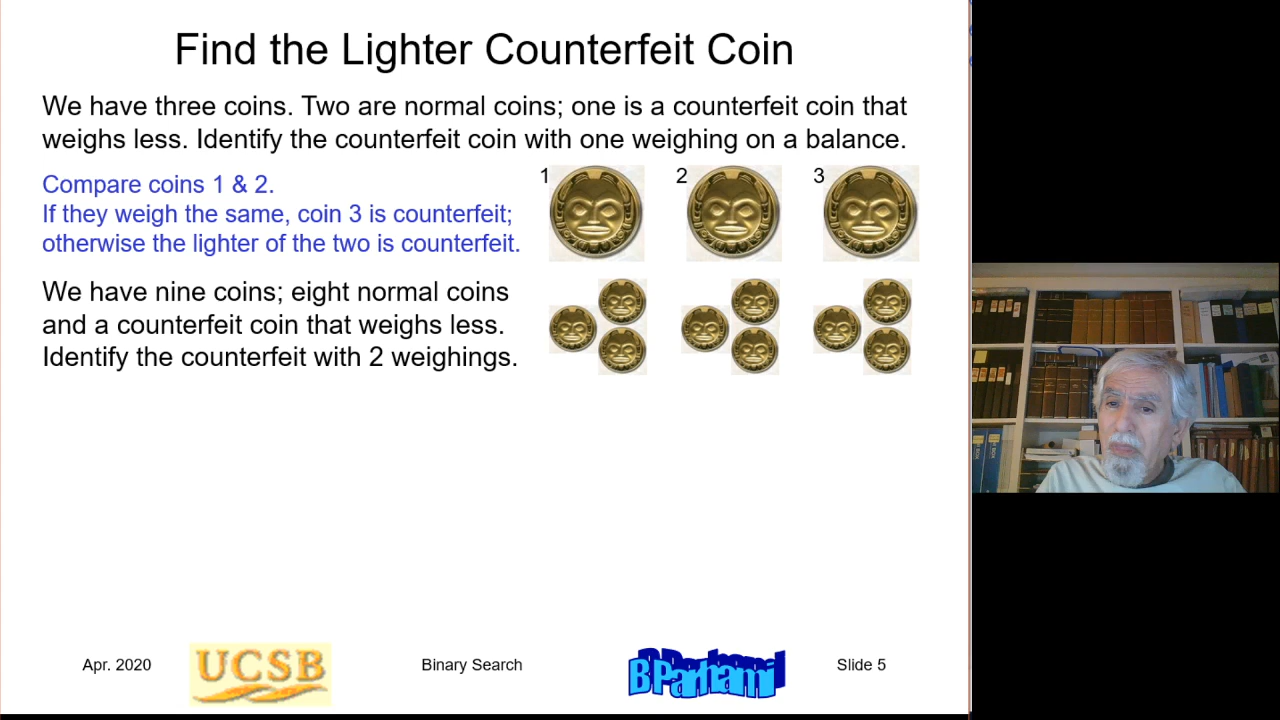 Find the Lighter Counterfeit Coin
We have three coins. Two are normal coins; one is a counterfeit coin that
weighs less. Identify the counterfeit coin with one weighing on a balance.
Compare coins 1 & 2.
If they weigh the same, coin 3 is counterfeit;
otherwise the lighter of the two is counterfeit.
1 2 3
We have nine coins; eight normal coins
and a counterfeit coin that weighs less.
Identify the counterfeit with 2 weighings.
Apr. 2020 UCSB Binary Search B Parhami Slide 5